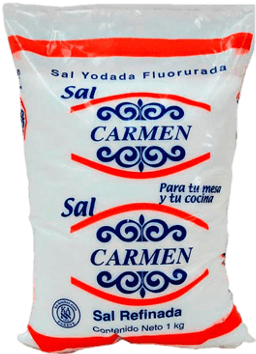 Sal Yodada Fluorurada
Sal
CARMEN
Para tu mesa
y tu cocina
Sal
CARMEN
Sal Refinada
Contenido Neto 1 kg